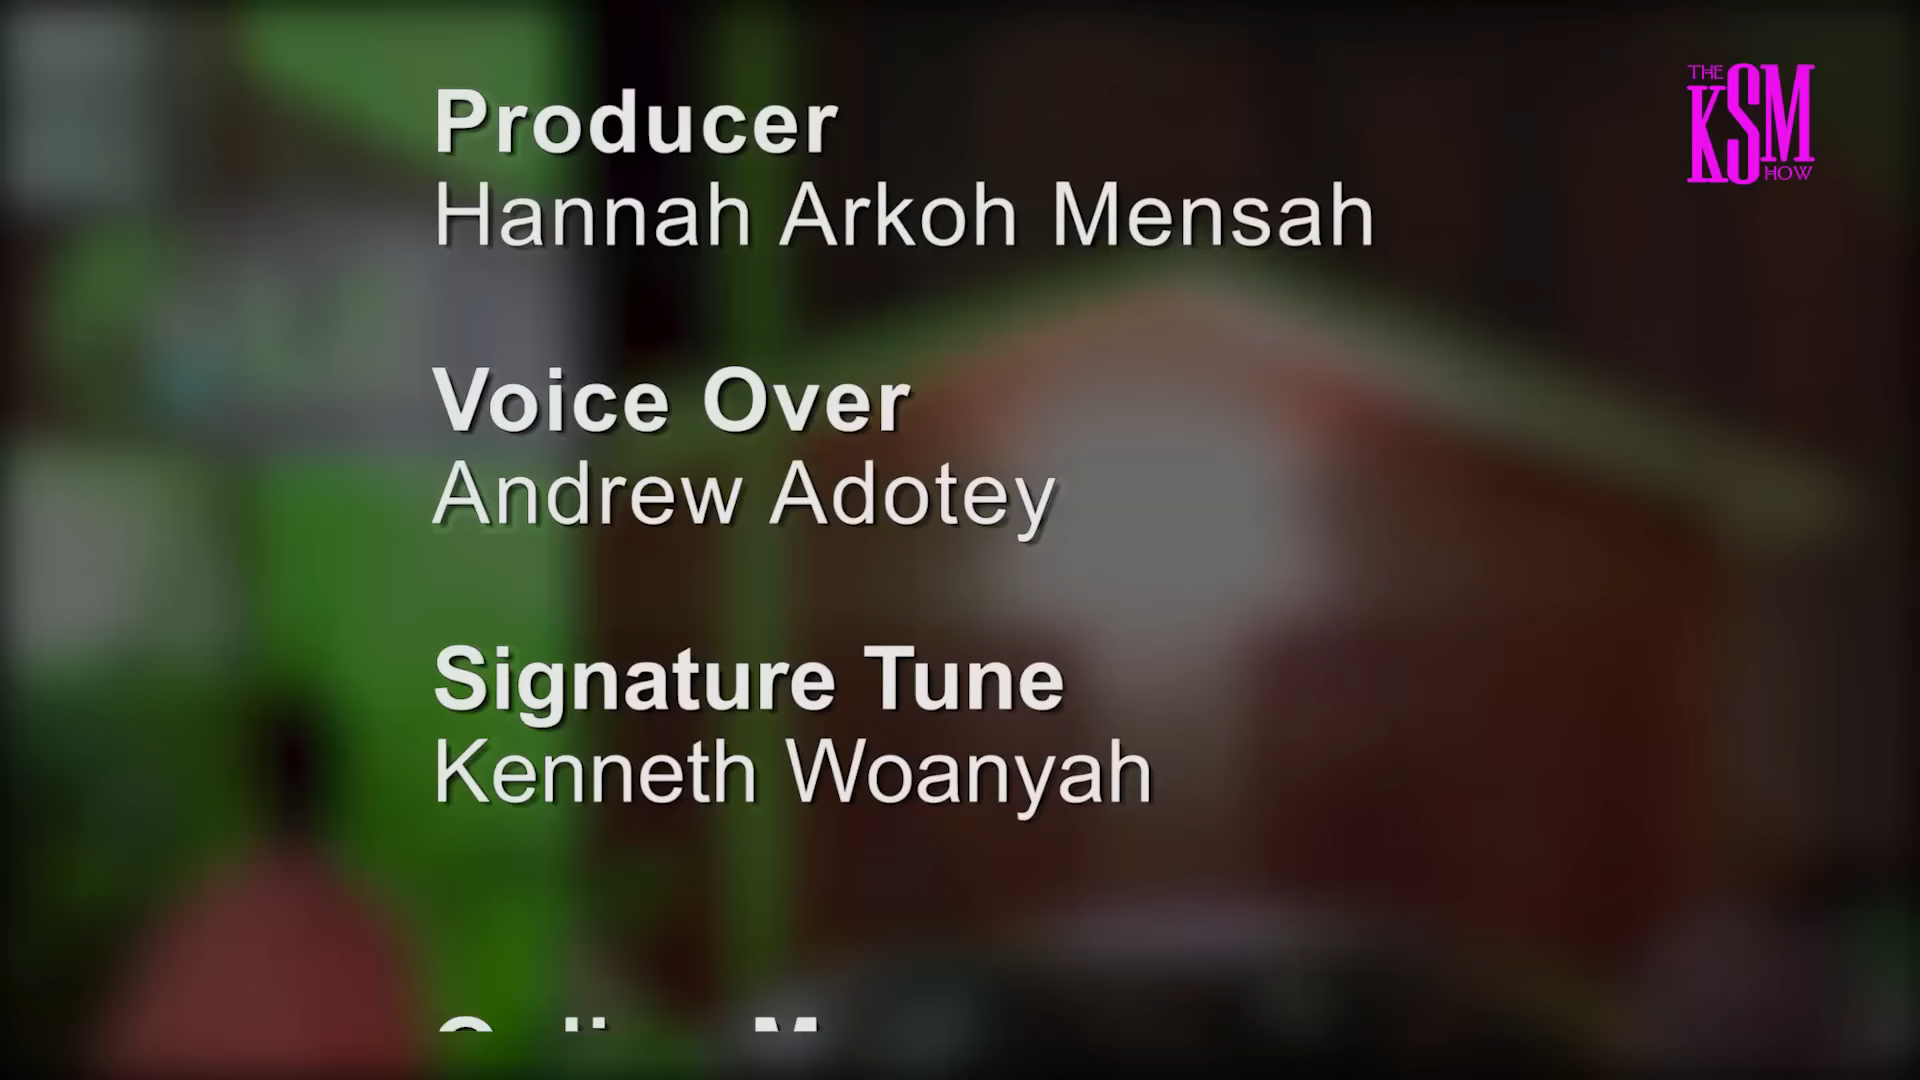 THE
KSM
SHOW
Producer
Hannah Arkoh Mensah
Voice Over
Andrew Adotey
Signature Tune
Kenneth Woanyah